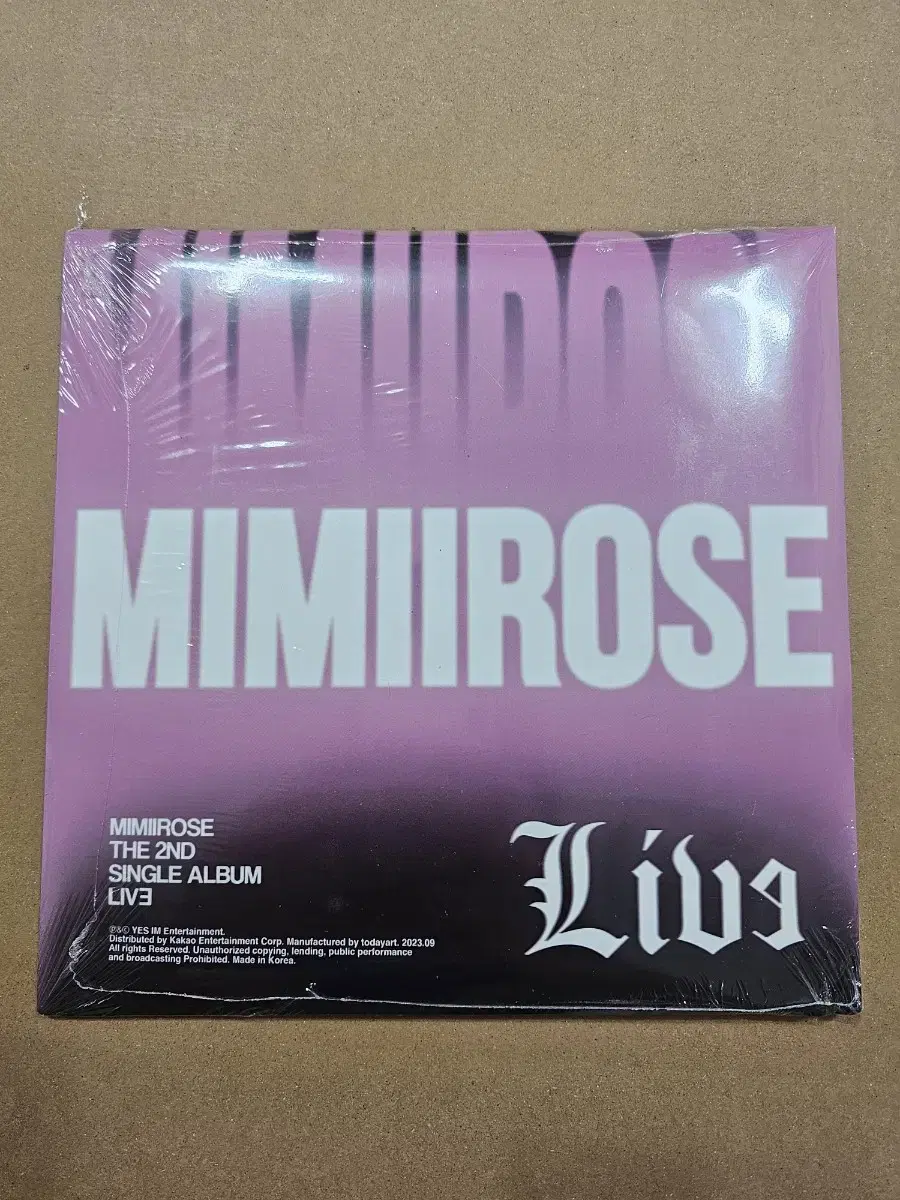 MIMIIROSE
MIMIIROSE
THE 2ND
SINGLE ALBUM
LIVƎ
Livɘ
℗&© YES IM Entertainment.
Distributed by Kakao Entertainment Corp. Manufactured by todayart. 2023.09
All rights Reserved. Unauthorized copying, lending, public performance
and broadcasting Prohibited. Made in Korea.